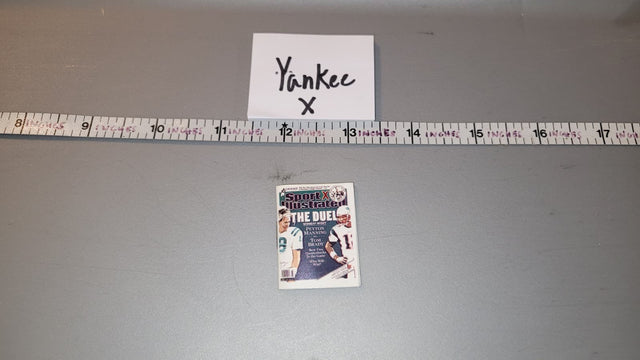 Yankee
X
8 INCHES 9 INCHES 10 INCHES 11 INCHES 12 INCHES 13 INCHES 14 INCHES 15 INCHES 16 INCHES 17
Sports
Illustrated
THE DUEL
PEYTON
MANNING
TOM
BRADY